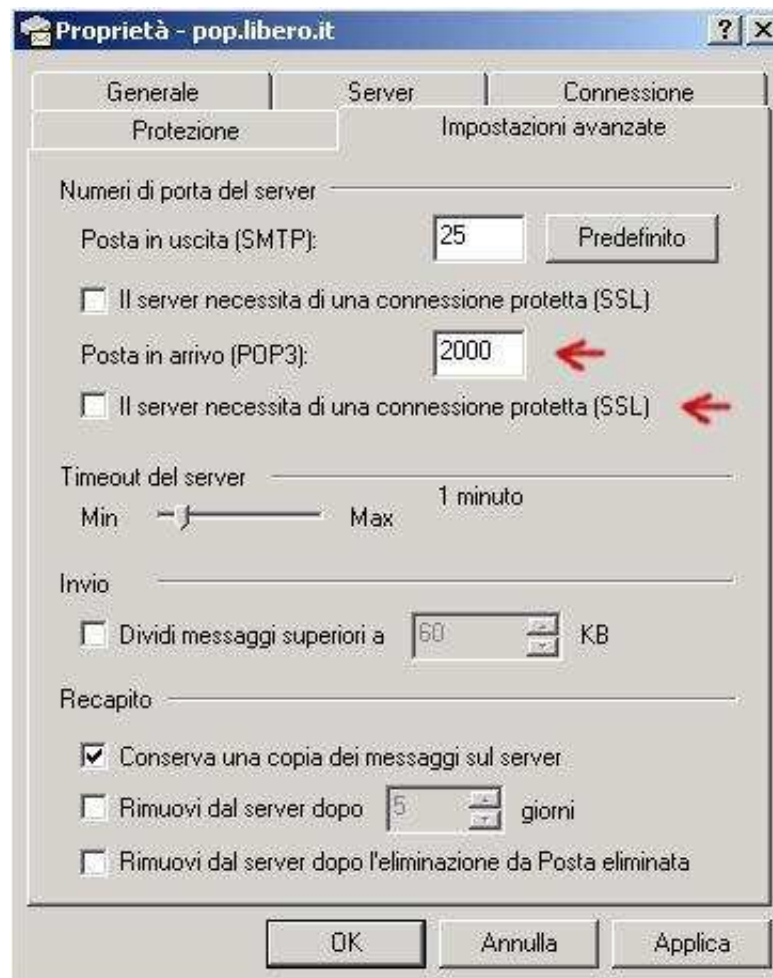 Proprietà - pop.libero.it
Generale Server Connessione
Protezione Impostazioni avanzate
Numeri di porta del server
Posta in uscita (SMTP): 25 Predefinito
Il server necessita di una connessione protetta (SSL)
Posta in arrivo (POP3): 2000
Il server necessita di una connessione protetta (SSL)
Timeout del server
Min Max 1 minuto
Invio
Dividi messaggi superiori a 60 KB
Recapito
Conserva una copia dei messaggi sul server
Rimuovi dal server dopo 5 giorni
Rimuovi dal server dopo l'eliminazione da Posta eliminata
OK Annulla Applica